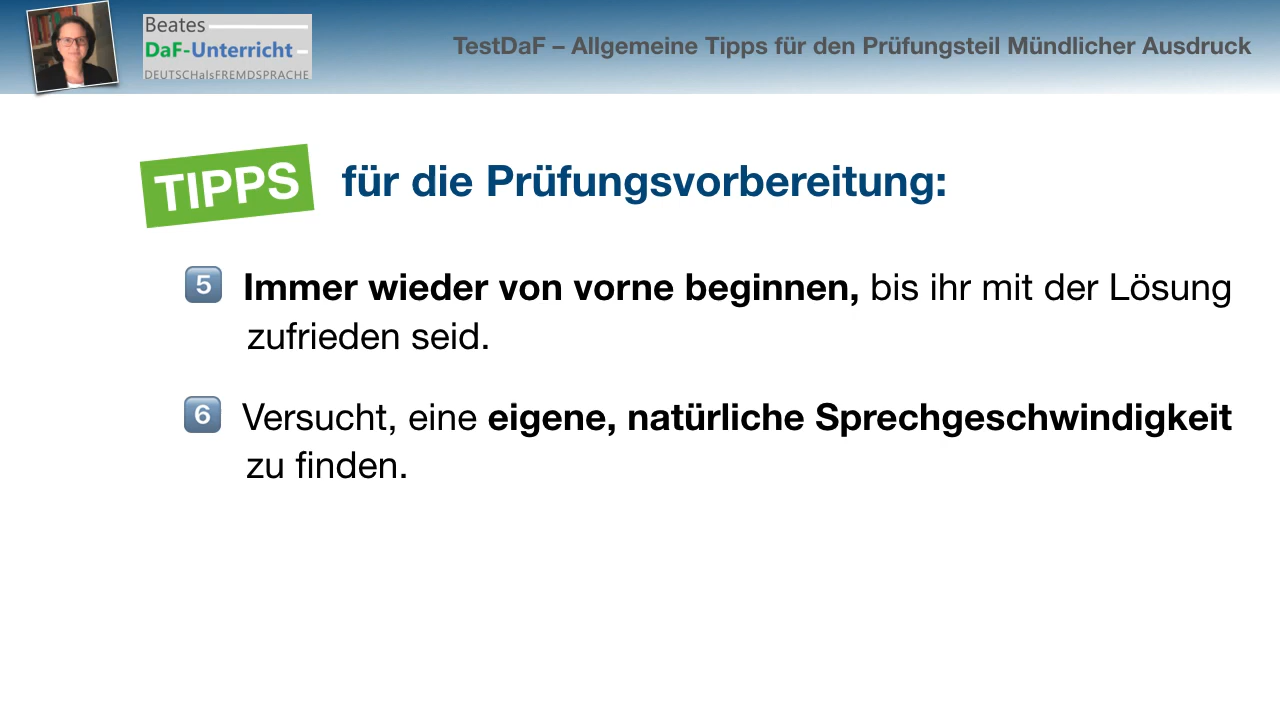 Beates
DaF-Unterricht
DEUTSCHalsFREMDSPRACHE
TestDaF – Allgemeine Tipps für den Prüfungsteil Mündlicher Ausdruck
TIPPS für die Prüfungsvorbereitung:
5 Immer wieder von vorne beginnen, bis ihr mit der Lösung
zufrieden seid.
6 Versucht, eine eigene, natürliche Sprechgeschwindigkeit
zu finden.